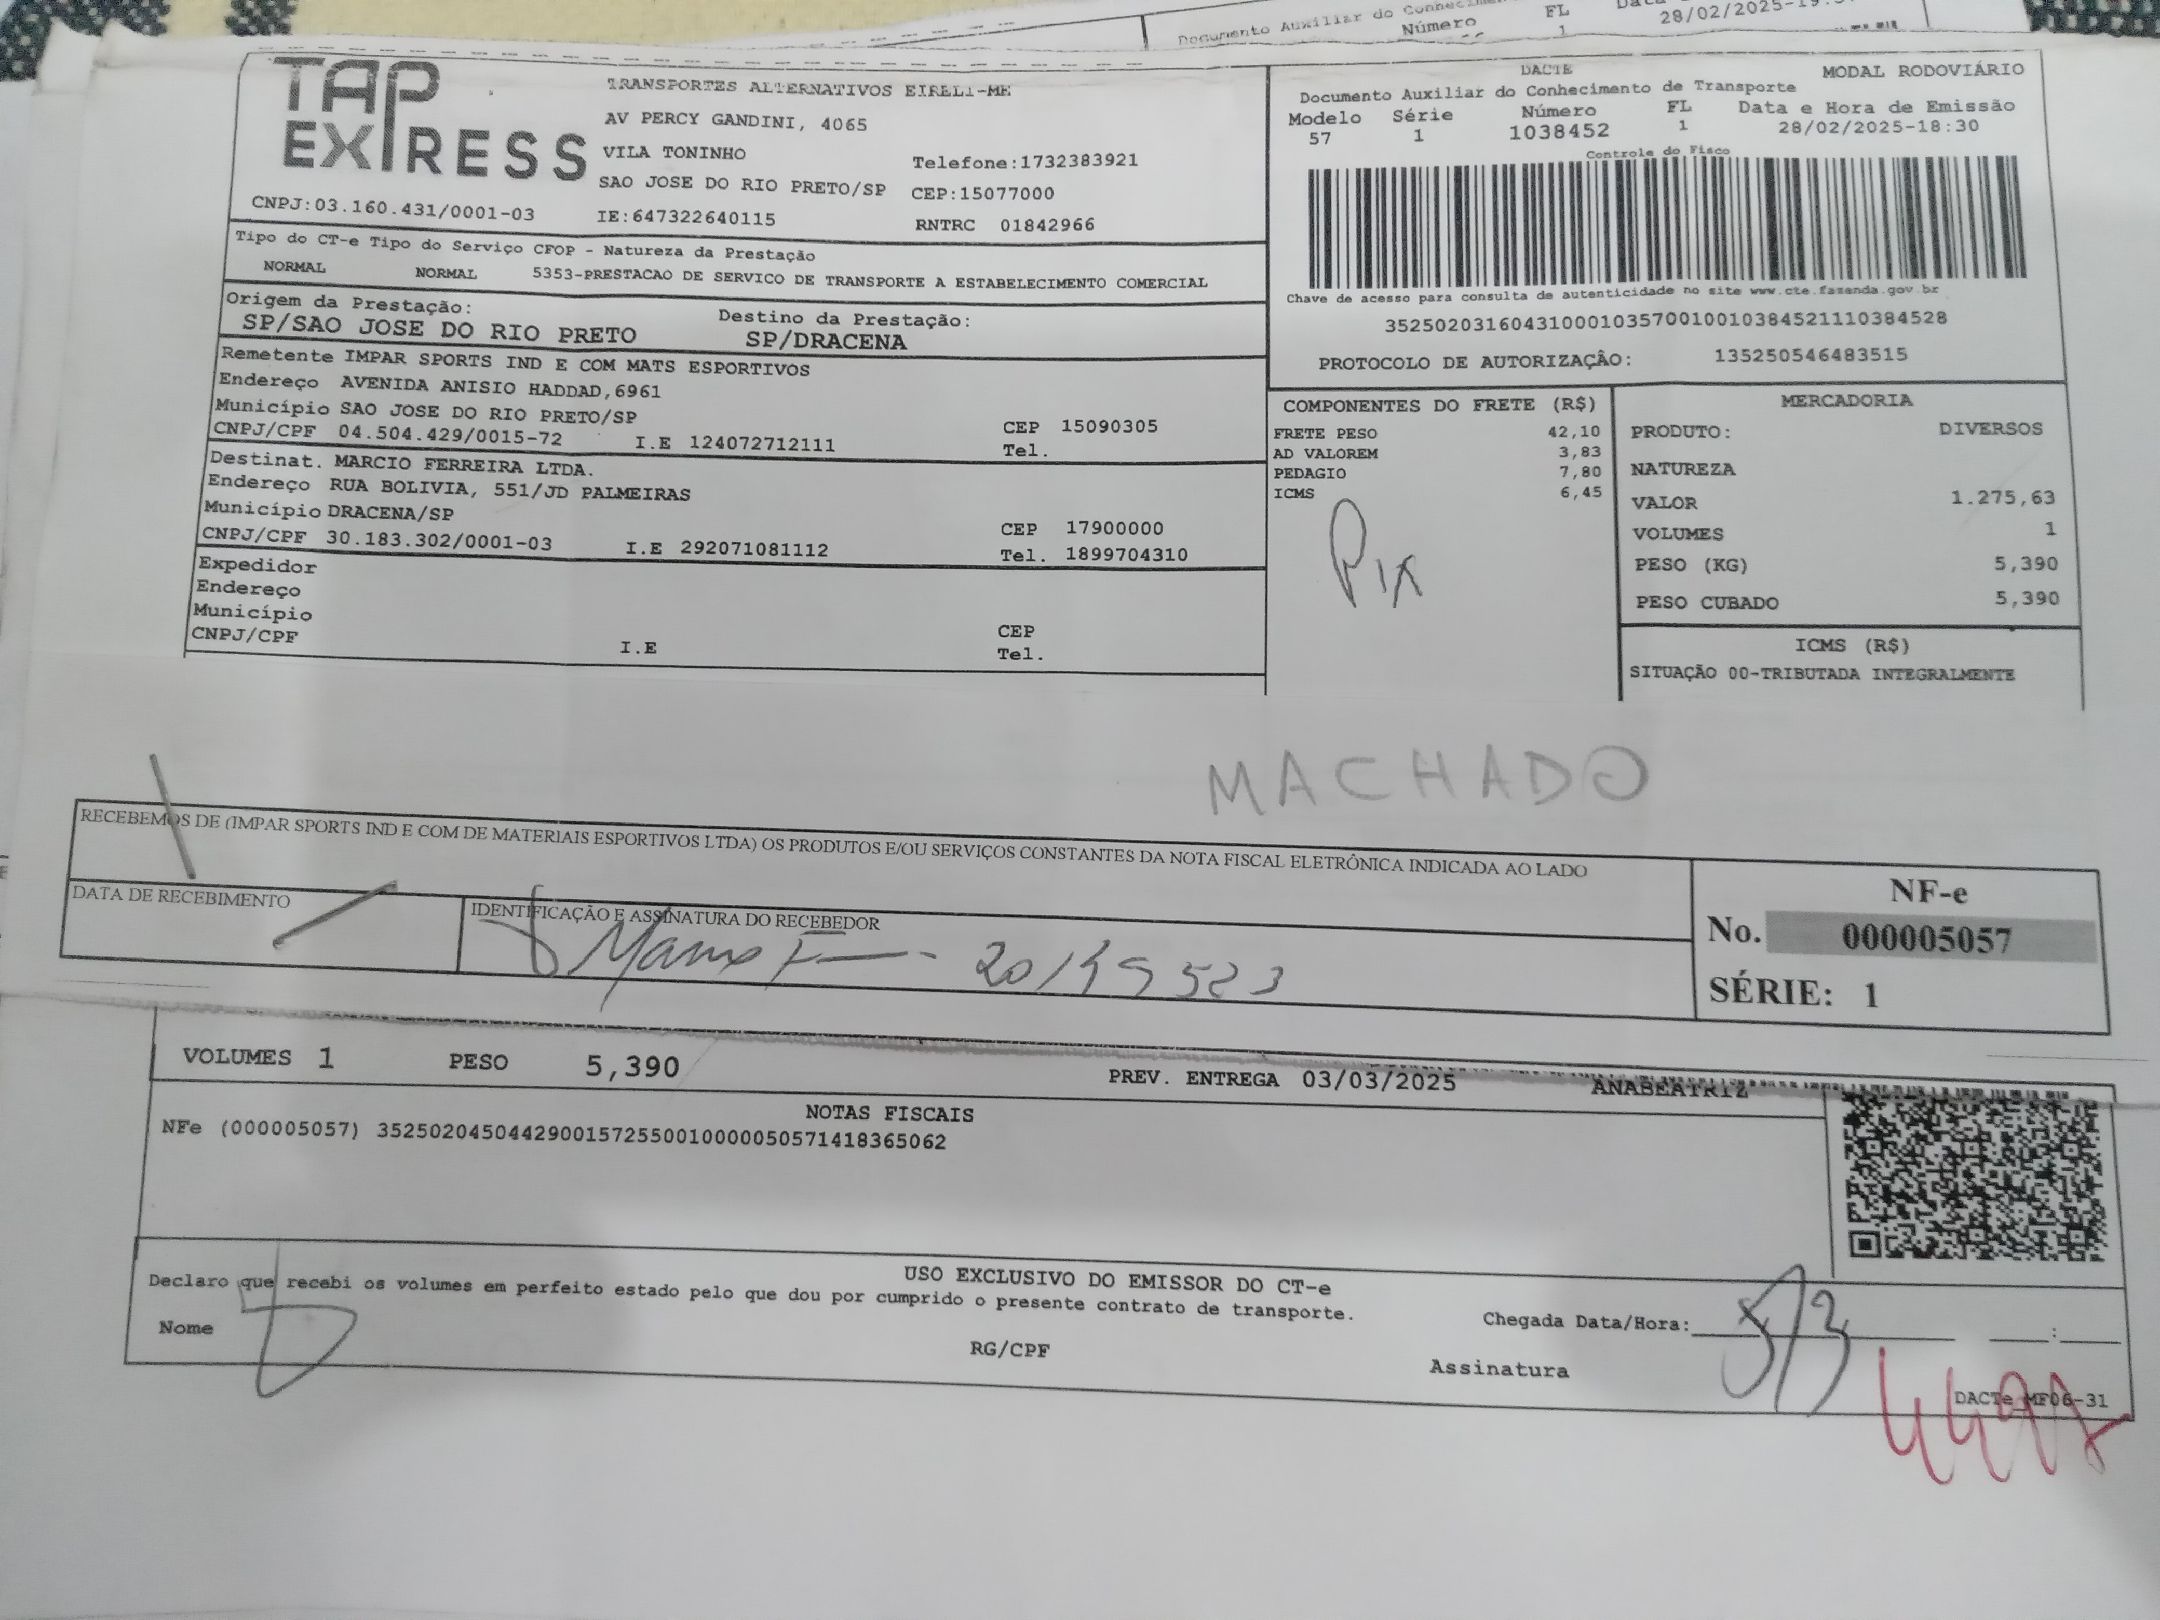 Documento Auxiliar do Conhecimen
Número
FL
1
28/02/2025-19:3
TAP EXPRESS
TRANSPORTES ALTERNATIVOS EIRELI-ME
AV PERCY GANDINI, 4065
VILA TONINHO
Telefone:1732383921
SAO JOSE DO RIO PRETO/SP CEP:15077000
CNPJ:03.160.431/0001-03 IE:647322640115 RNTRC 01842966
Tipo do CT-e Tipo do Serviço CFOP - Natureza da Prestação
NORMAL NORMAL 5353-PRESTACAO DE SERVICO DE TRANSPORTE A ESTABELECIMENTO COMERCIAL
Origem da Prestação: Destino da Prestação:
SP/SAO JOSE DO RIO PRETO SP/DRACENA
Remetente IMPAR SPORTS IND E COM MATS ESPORTIVOS
Endereço AVENIDA ANISIO HADDAD,6961
Município SAO JOSE DO RIO PRETO/SP CEP 15090305
CNPJ/CPF 04.504.429/0015-72 I.E 124072712111 Tel.
Destinat. MARCIO FERREIRA LTDA.
Endereço RUA BOLIVIA, 551/JD PALMEIRAS
Município DRACENA/SP CEP 17900000
CNPJ/CPF 30.183.302/0001-03 I.E 292071081112 Tel. 1899704310
Expedidor
Endereço
Município CEP
CNPJ/CPF I.E Tel.
DACTE MODAL RODOVIÁRIO
Documento Auxiliar do Conhecimento de Transporte
Modelo Série Número FL Data e Hora de Emissão
57 1 1038452 1 28/02/2025-18:30
Controle do Fisco
Chave de acesso para consulta de autenticidade no site www.cte.fazenda.gov.br
35250203160431000103570010010384521110384528
PROTOCOLO DE AUTORIZAÇÂO: 135250546483515
COMPONENTES DO FRETE (R$)
FRETE PESO 42,10
AD VALOREM 3,83
PEDAGIO 7,80
ICMS 6,45
Pix
MERCADORIA
PRODUTO: DIVERSOS
NATUREZA
VALOR 1.275,63
VOLUMES 1
PESO (KG) 5,390
PESO CUBADO 5,390
ICMS (R$)
SITUAÇÃO 00-TRIBUTADA INTEGRALMENTE
MACHADO
RECEBEMOS DE (IMPAR SPORTS IND E COM DE MATERIAIS ESPORTIVOS LTDA) OS PRODUTOS E/OU SERVIÇOS CONSTANTES DA NOTA FISCAL ELETRÔNICA INDICADA AO LADO
DATA DE RECEBIMENTO
IDENTIFICAÇÃO E ASSINATURA DO RECEBEDOR
NF-e
No. 000005057
SÉRIE: 1
VOLUMES 1 PESO 5,390 PREV. ENTREGA 03/03/2025 ANABEATRIZ
NOTAS FISCAIS
NFe (000005057) 35250204504429001572550010000050571418365062
USO EXCLUSIVO DO EMISSOR DO CT-e
Declaro que recebi os volumes em perfeito estado pelo que dou por cumprido o presente contrato de transporte.
Chegada Data/Hora: 5/3 :
Nome RG/CPF Assinatura
DACTe_MF06-31